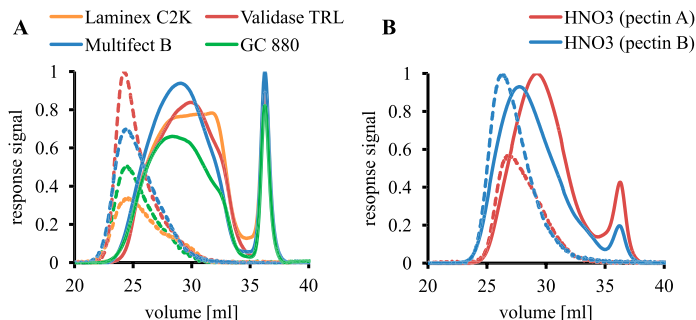 A
Laminex C2K
Validase TRL
Multifect B
GC 880
response signal
1
0.8
0.6
0.4
0.2
0
20
25
30
35
40
volume [ml]
B
HNO3 (pectin A)
HNO3 (pectin B)
resopnse signal
1
0.8
0.6
0.4
0.2
0
20
25
30
35
40
volume [ml]